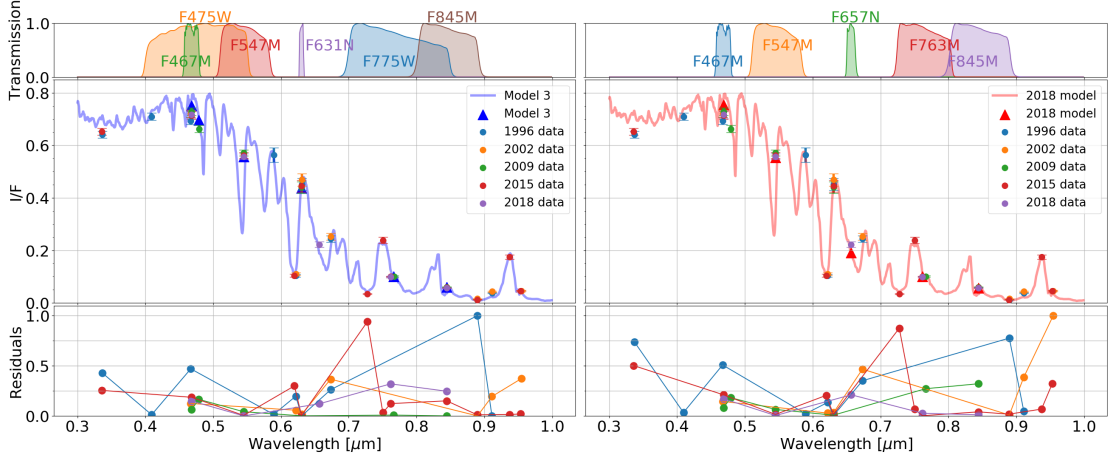 Transmission
1.0
0.5
0.0
F475W
F547M
F467M
F631N
F775W
F845M
F657N
F467M
F547M
F763M
F845M
I/F
0.8
0.6
0.4
0.2
0.0
Model 3
Model 3
1996 data
2002 data
2009 data
2015 data
2018 data
2018 model
2018 model
1996 data
2002 data
2009 data
2015 data
2018 data
Residuals
1.0
0.5
0.0
0.3 0.4 0.5 0.6 0.7 0.8 0.9 1.0
0.3 0.4 0.5 0.6 0.7 0.8 0.9 1.0
Wavelength [μm]
Wavelength [μm]